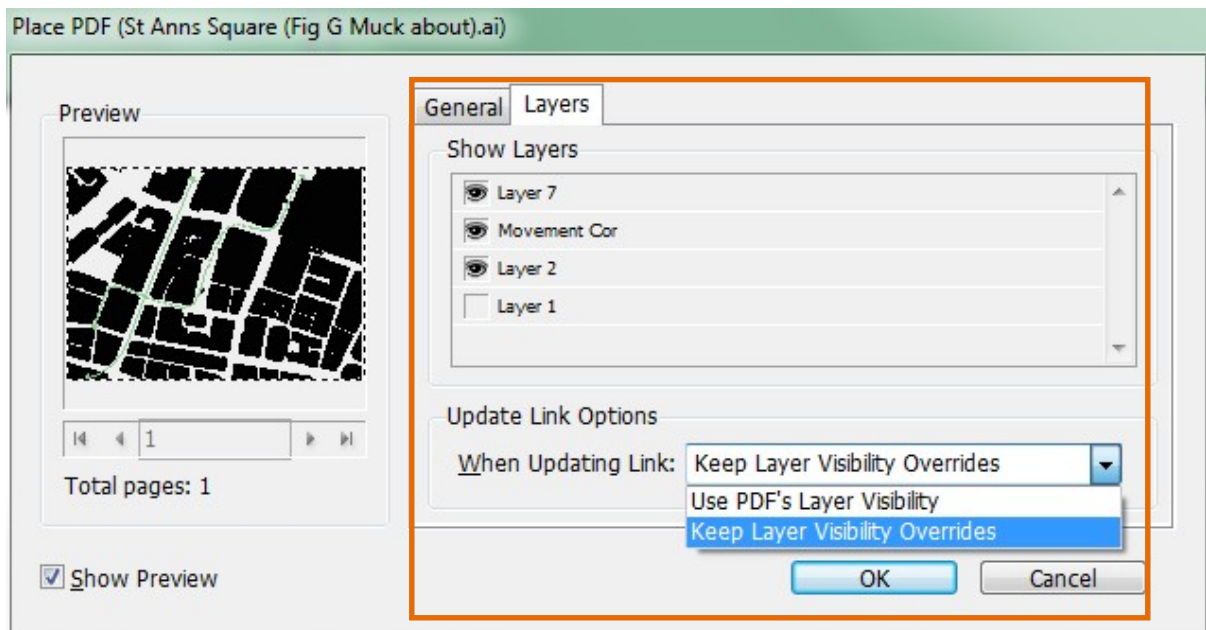 Place PDF (St Anns Square (Fig G Muck about).ai)
Preview
General Layers
Show Layers
Layer 7
Movement Cor
Layer 2
Layer 1
1
Total pages: 1
Update Link Options
When Updating Link: Keep Layer Visibility Overrides
Use PDF's Layer Visibility
Keep Layer Visibility Overrides
Show Preview
OK Cancel